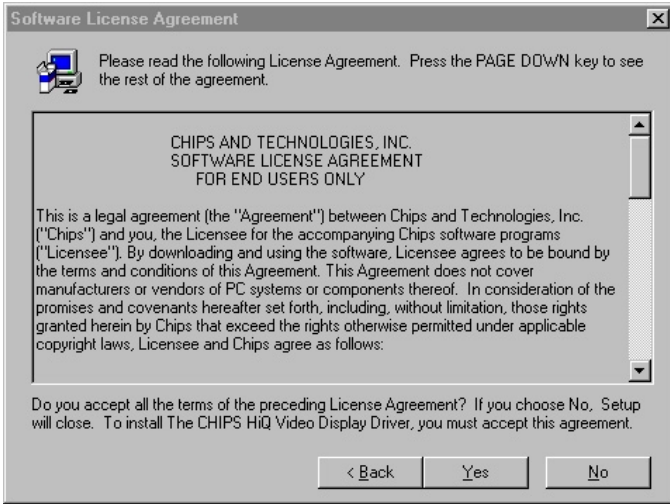 Software License Agreement
Please read the following License Agreement. Press the PAGE DOWN key to see
the rest of the agreement.
CHIPS AND TECHNOLOGIES, INC.
SOFTWARE LICENSE AGREEMENT
FOR END USERS ONLY
This is a legal agreement (the "Agreement") between Chips and Technologies, Inc.
("Chips") and you, the Licensee for the accompanying Chips software programs
("Licensee"). By downloading and using the software, Licensee agrees to be bound by
the terms and conditions of this Agreement. This Agreement does not cover
manufacturers or vendors of PC systems or components thereof. In consideration of the
promises and covenants hereafter set forth, including, without limitation, those rights
granted herein by Chips that exceed the rights otherwise permitted under applicable
copyright laws, Licensee and Chips agree as follows:
Do you accept all the terms of the preceding License Agreement? If you choose No, Setup
will close. To install The CHIPS HiQ Video Display Driver, you must accept this agreement.
< Back
Yes
No